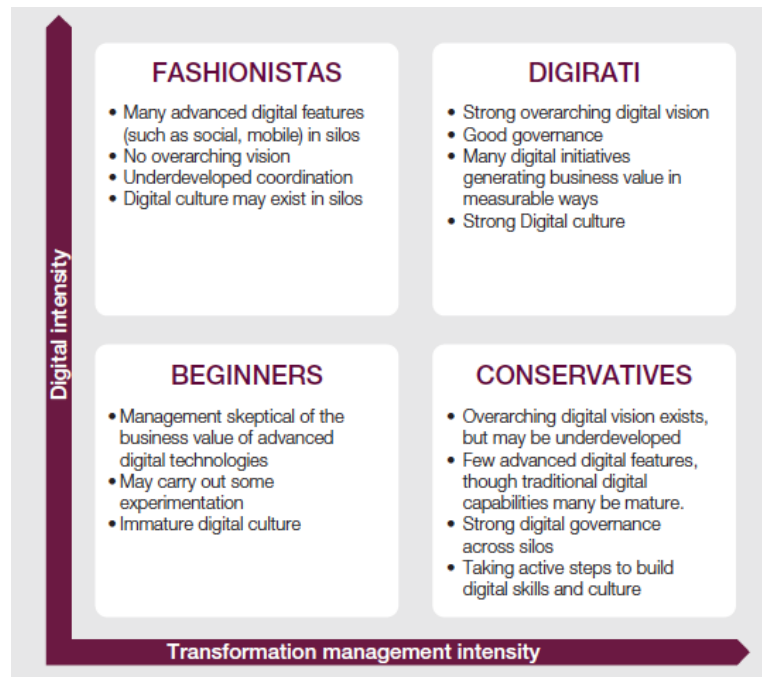 FASHIONISTAS
• Many advanced digital features
(such as social, mobile) in silos
• No overarching vision
• Underdeveloped coordination
• Digital culture may exist in silos
DIGIRATI
• Strong overarching digital vision
• Good governance
• Many digital initiatives
generating business value in
measurable ways
• Strong Digital culture
Digital intensity
BEGINNERS
• Management skeptical of the
business value of advanced
digital technologies
• May carry out some
experimentation
• Immature digital culture
CONSERVATIVES
• Overarching digital vision exists,
but may be underdeveloped
• Few advanced digital features,
though traditional digital
capabilities many be mature.
• Strong digital governance
across silos
• Taking active steps to build
digital skills and culture
Transformation management intensity